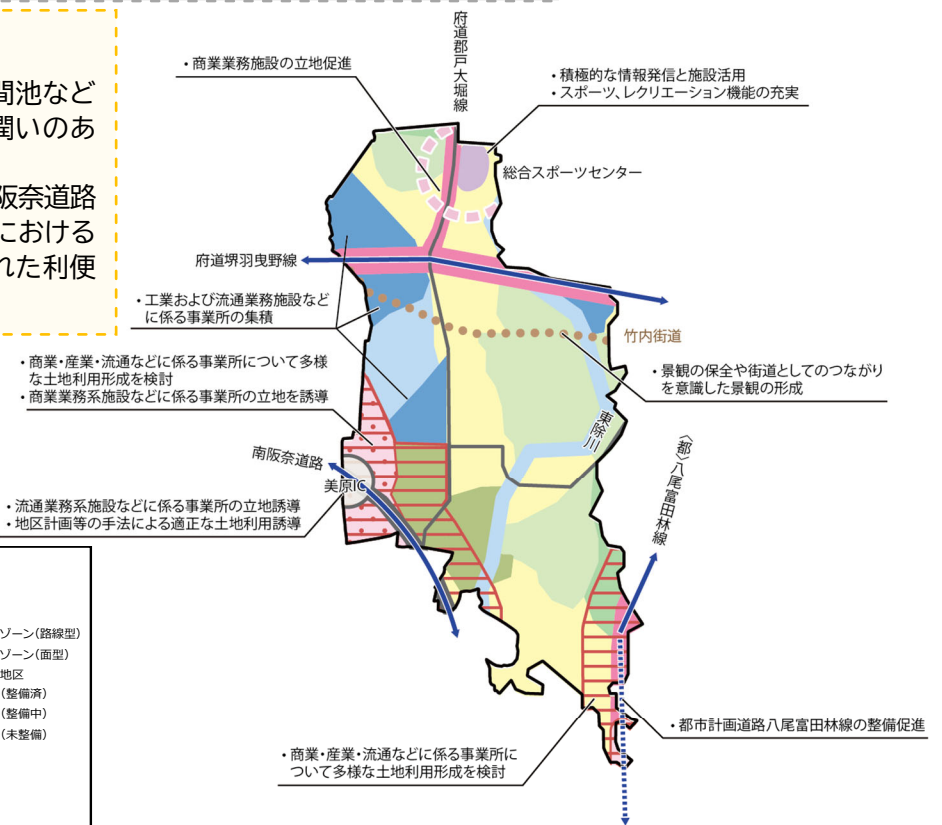 間池など
潤いのあ
阪奈道路
における
れた利便
府道郡戸大堀線
・商業業務施設の立地促進
・積極的な情報発信と施設活用
・スポーツ、レクリエーション機能の充実
総合スポーツセンター
府道堺羽曳野線
・工業および流通業務施設など
に係る事業所の集積
竹内街道
・商業・産業・流通などに係る事業所について多様
な土地利用形成を検討
・商業業務系施設などに係る事業所の立地を誘導
・景観の保全や街道としてのつながり
を意識した景観の形成
東除川
〈都〉八尾富田林線
南阪奈道路
美原IC
・流通業務系施設などに係る事業所の立地誘導
・地区計画等の手法による適正な土地利用誘導
ゾーン(路線型)
ゾーン(面型)
地区
(整備済)
(整備中)
(未整備)
・都市計画道路八尾富田林線の整備促進
・商業・産業・流通などに係る事業所に
ついて多様な土地利用形成を検討